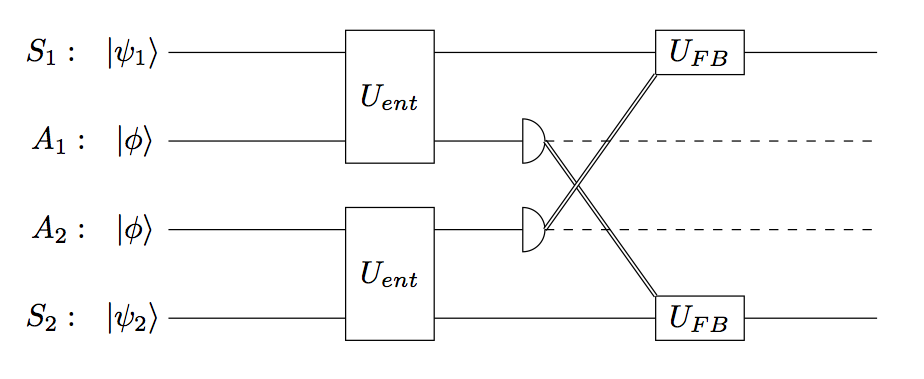 S₁ : |ψ₁⟩ U_FB
U_ent
A₁ : |ϕ⟩
A₂ : |ϕ⟩
U_ent
S₂ : |ψ₂⟩ U_FB